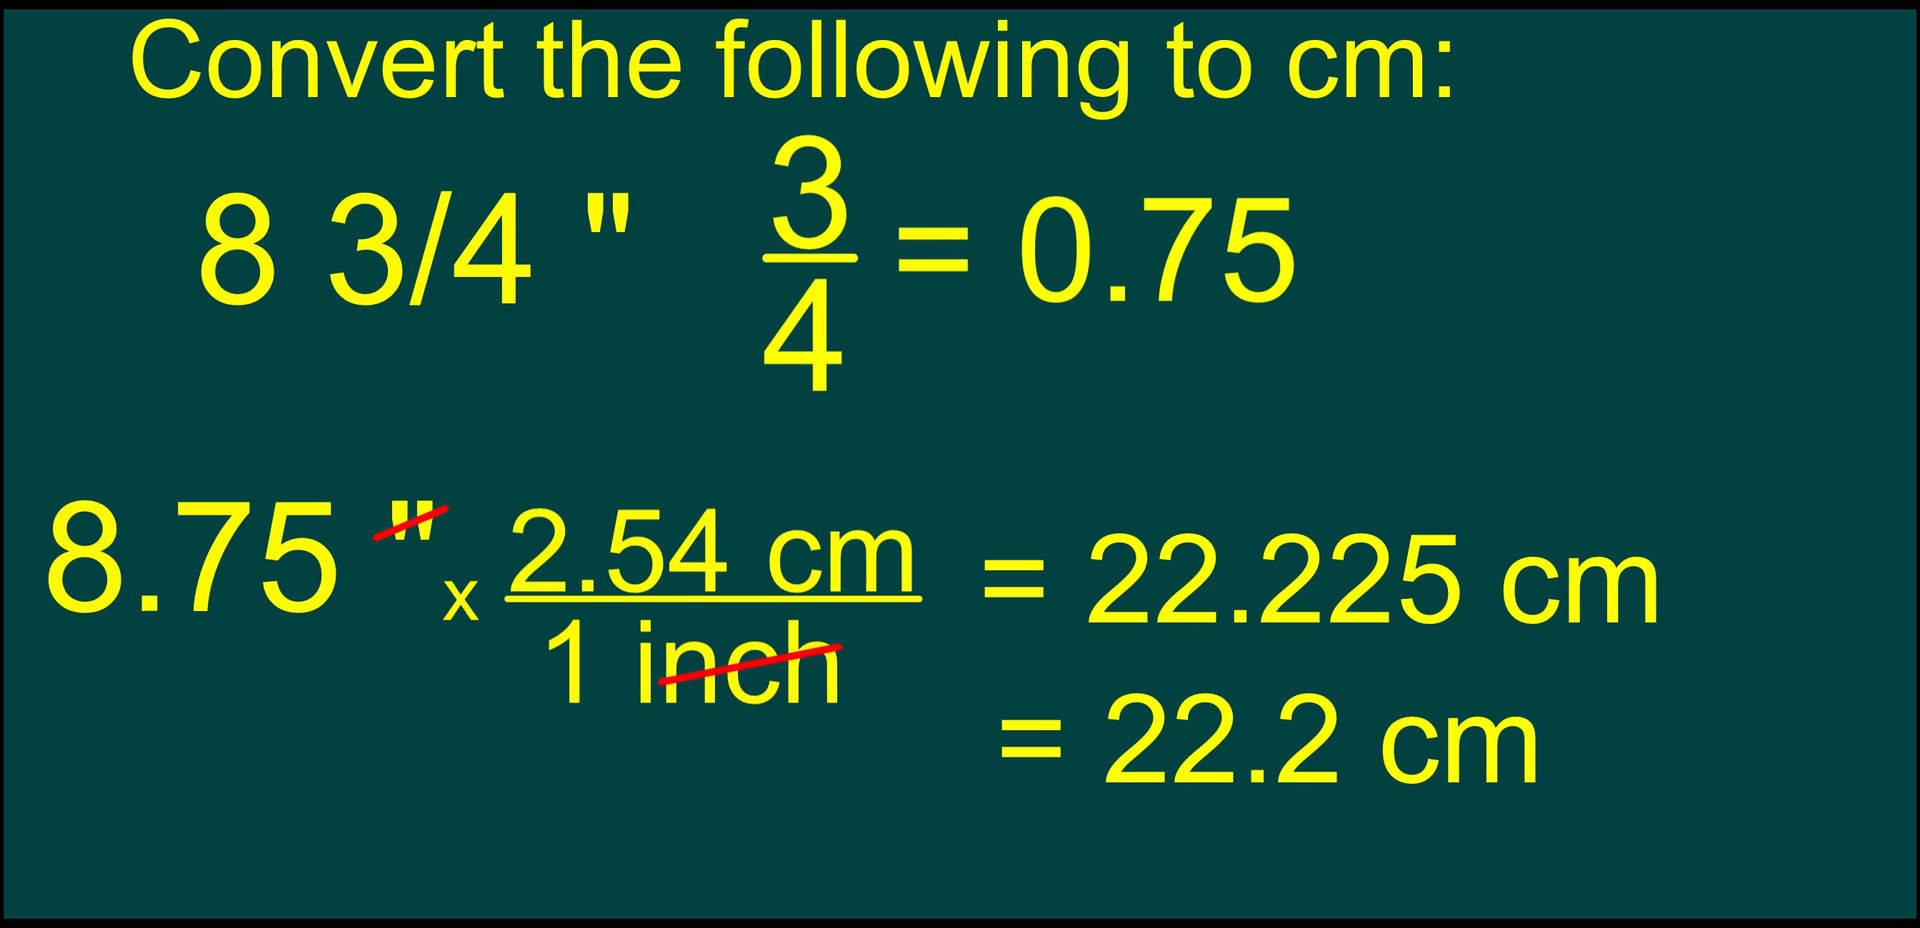 Convert the following to cm:
8 3/4 " 3/4 = 0.75
8.75 " x 2.54 cm / 1 inch = 22.225 cm
= 22.2 cm